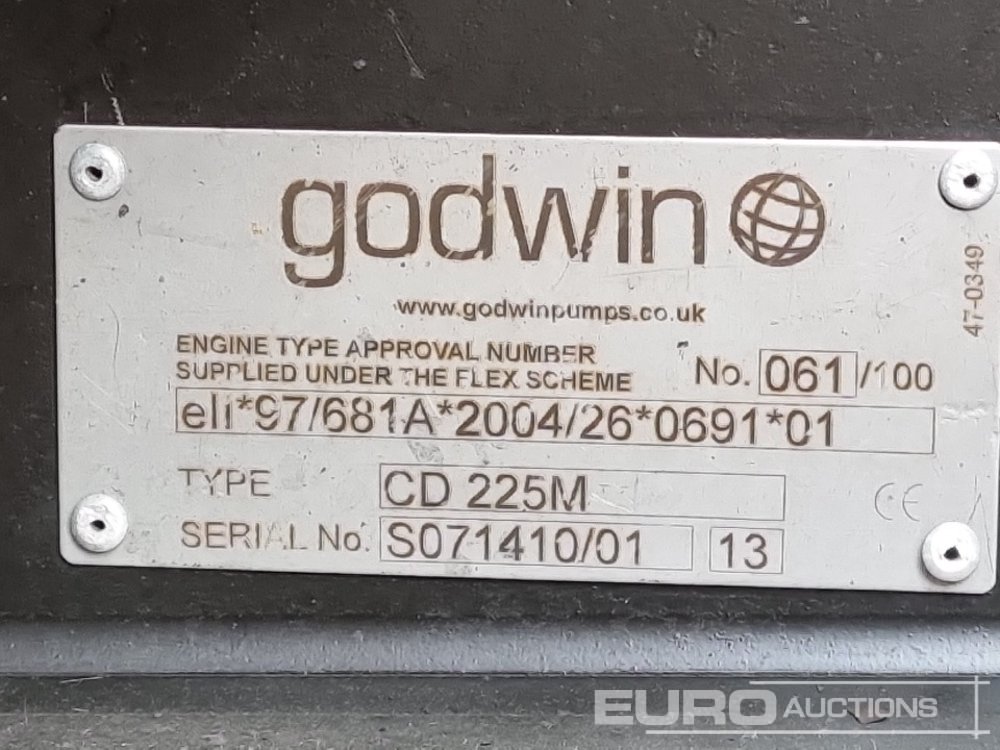 godwin
www.godwinpumps.co.uk
47-0349
ENGINE TYPE APPROVAL NUMBER
SUPPLIED UNDER THE FLEX SCHEME
No. 061 /100
eII*97/681A*2004/26*0691*01
TYPE CD 225M
CE
SERIAL No. S071410/01 13
EURO AUCTIONS